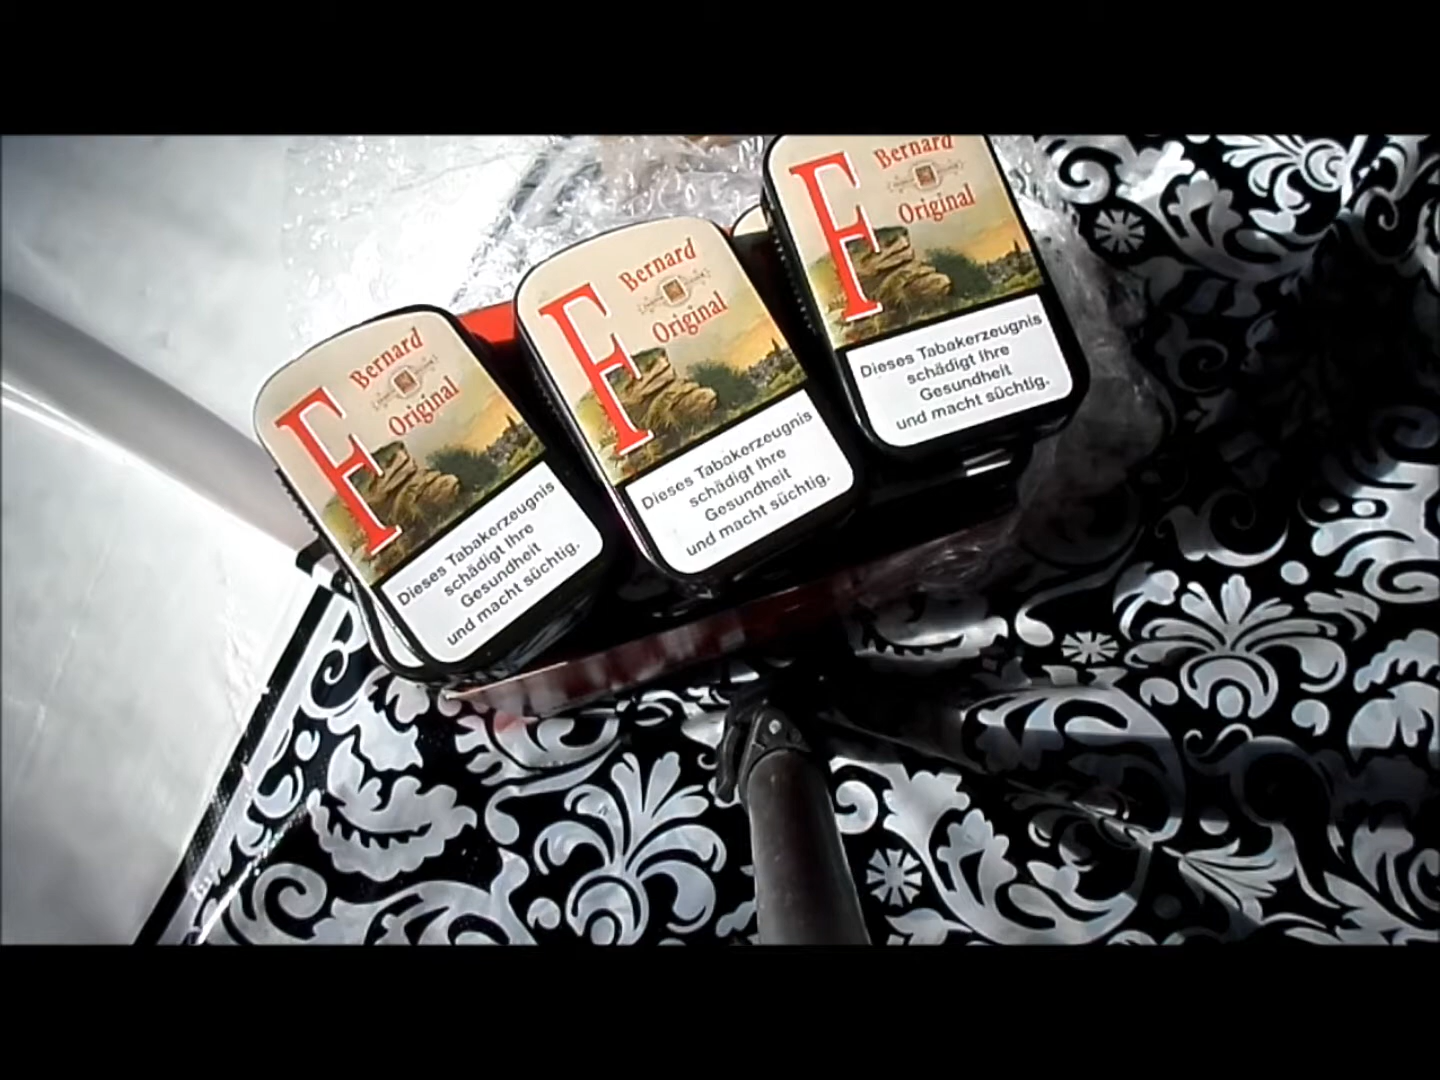 F
Bernard
Original
Dieses Tabakerzeugnis
schädigt Ihre
Gesundheit
und macht süchtig.
F
Bernard
Original
Dieses Tabakerzeugnis
schädigt Ihre
Gesundheit
und macht süchtig.
F
Bernard
Original
Dieses Tabakerzeugnis
schädigt Ihre
Gesundheit
und macht süchtig.